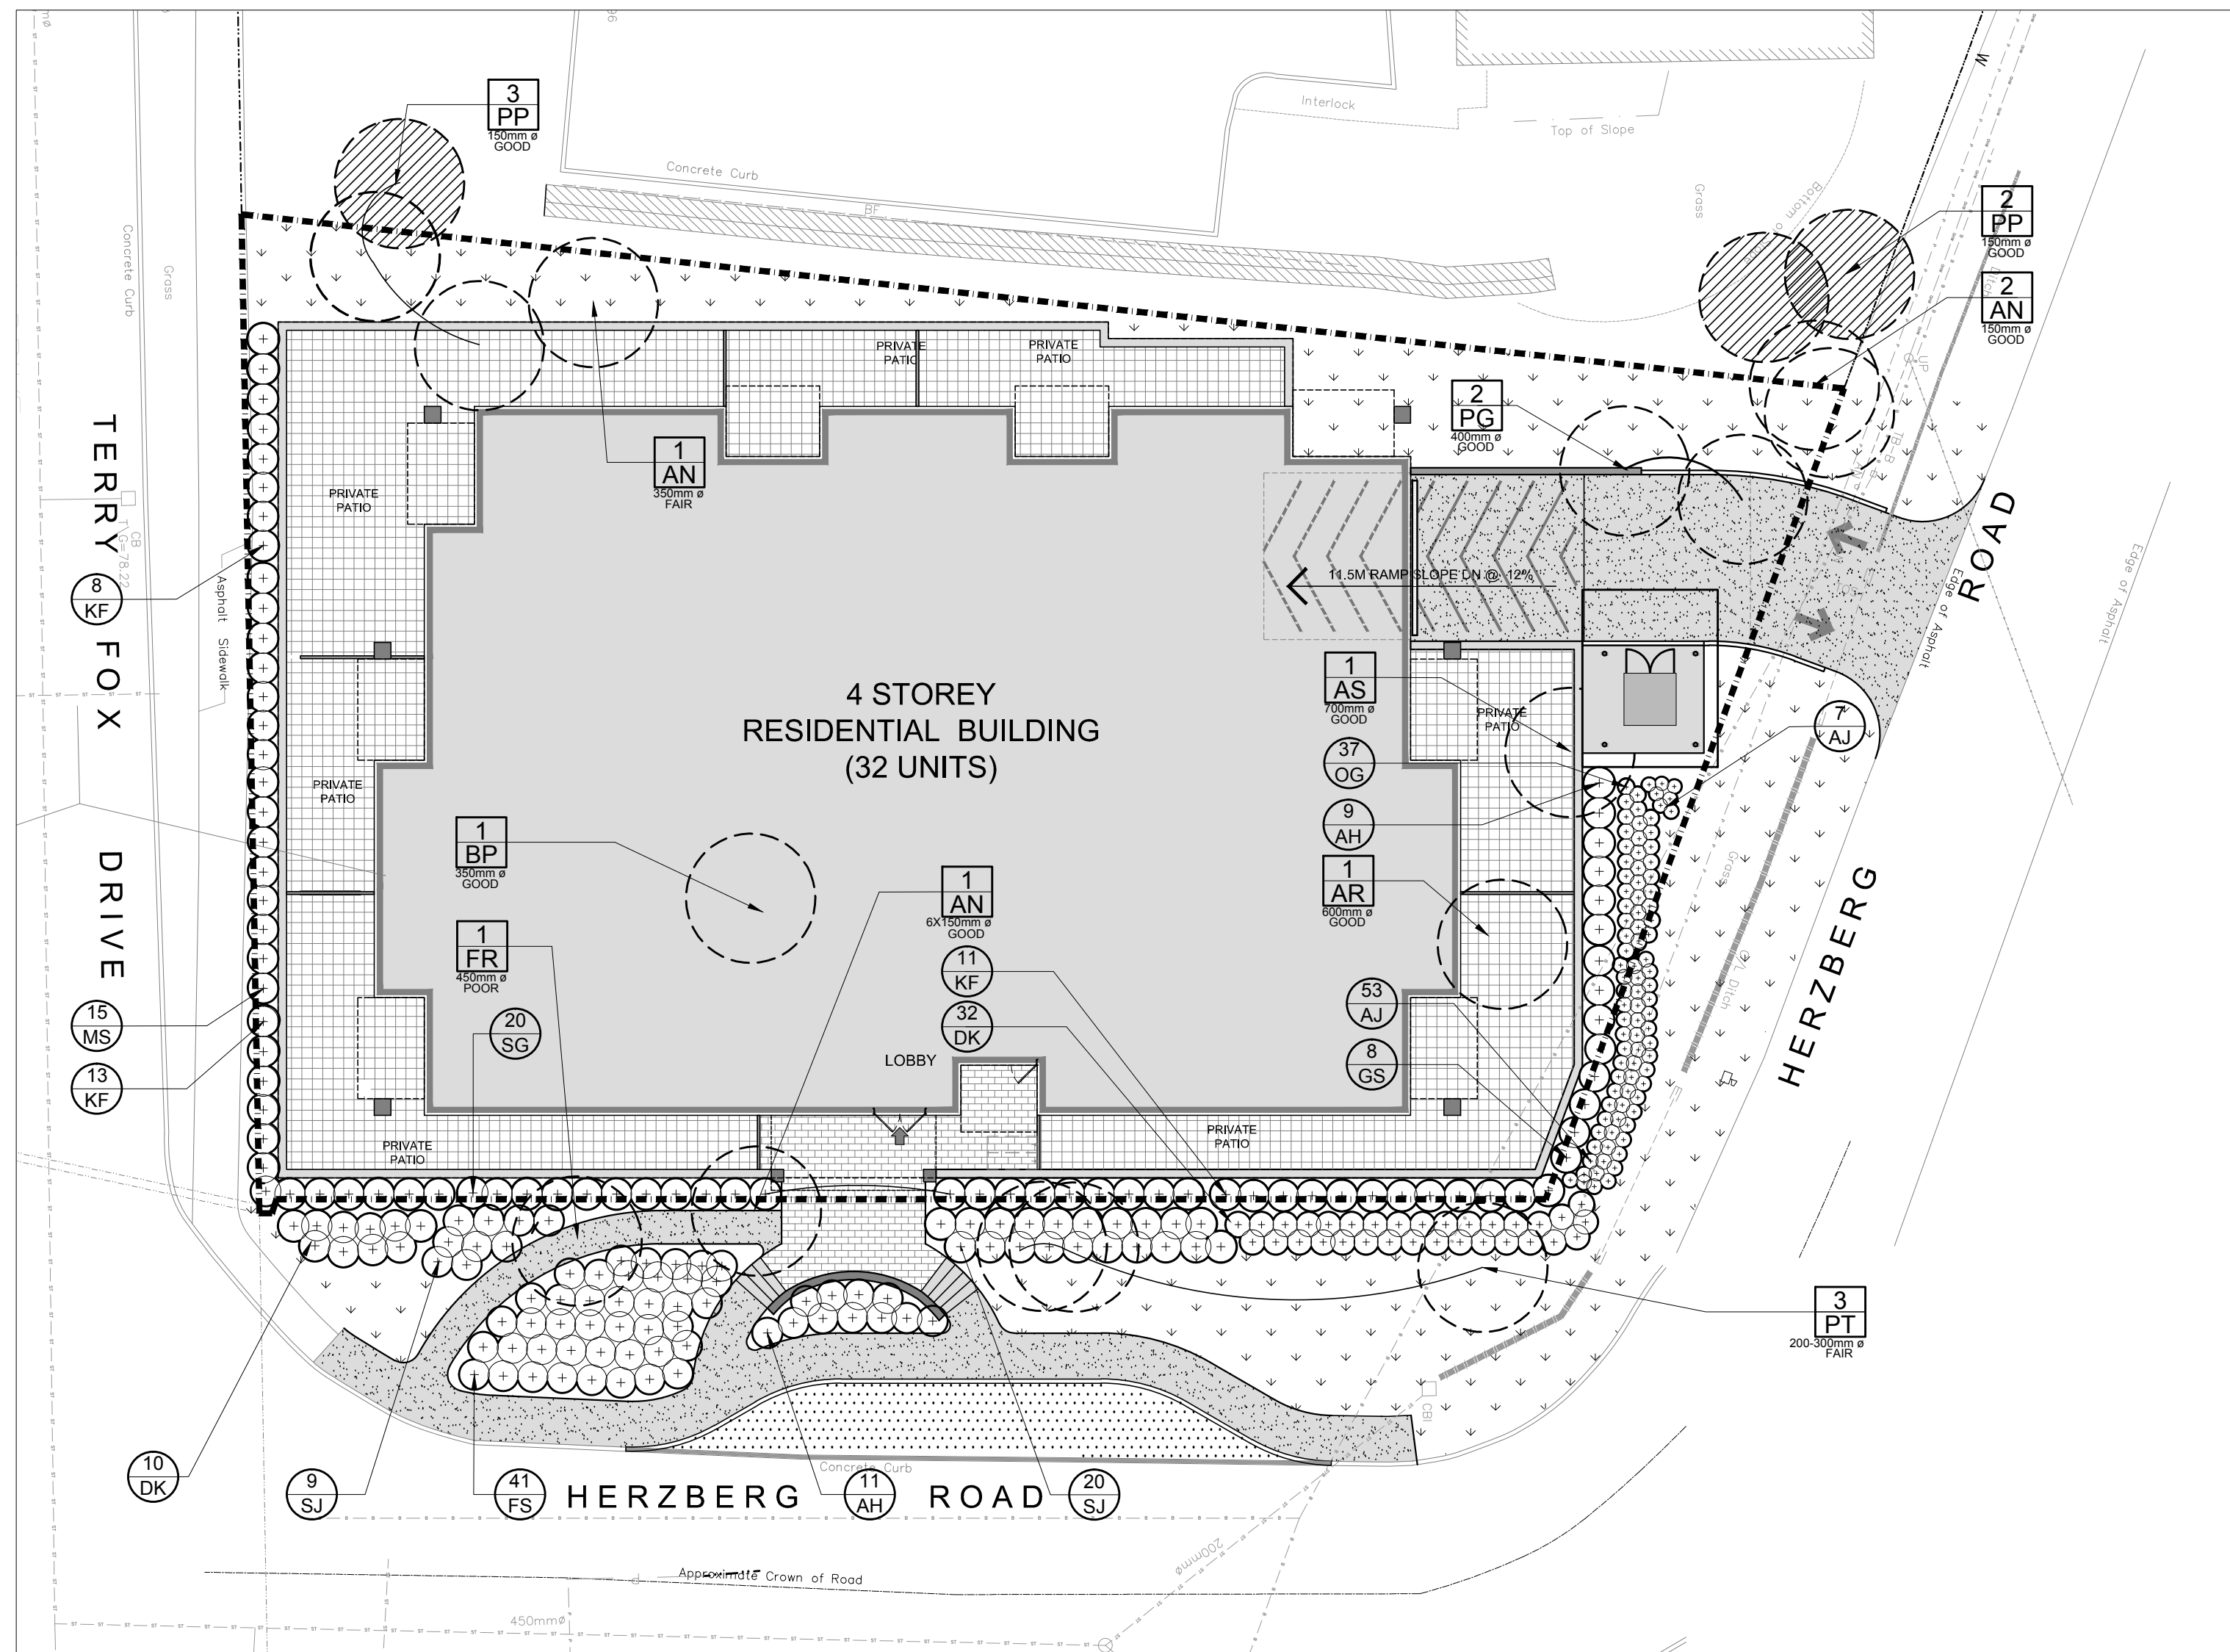 3
PP
150mm ø
GOOD
Concrete Curb
BF
Interlock
Top of Slope
Grass
2
PP
150mm ø
GOOD
2
AN
150mm ø
GOOD
W
UP
Concrete Curb
Grass
PRIVATE
PATIO
PRIVATE
PATIO
2
PG
400mm ø
GOOD
1
AN
350mm ø
FAIR
PRIVATE
PATIO
TERRY FOX DRIVE
CB
T/G=78.22
Asphalt Sidewalk
8
KF
11.5M RAMP SLOPE DN @ 12%
Edge of Asphalt
Edge of Asphalt
HERZBERG ROAD
4 STOREY
RESIDENTIAL BUILDING
(32 UNITS)
1
AS
700mm ø
GOOD
PRIVATE
PATIO
7
AJ
37
OG
PRIVATE
PATIO
9
AH
1
BP
350mm ø
GOOD
1
AN
6X150mm ø
GOOD
1
AR
600mm ø
GOOD
Grass
C/L Ditch
1
FR
450mm ø
POOR
11
KF
53
AJ
15
MS
20
SG
32
DK
8
GS
13
KF
LOBBY
PRIVATE
PATIO
PRIVATE
PATIO
3
PT
200-300mm ø
FAIR
CBI
Concrete Curb
10
DK
9
SJ
41
FS
HERZBERG ROAD
11
AH
20
SJ
200mmø
Approximate Crown of Road
450mmø